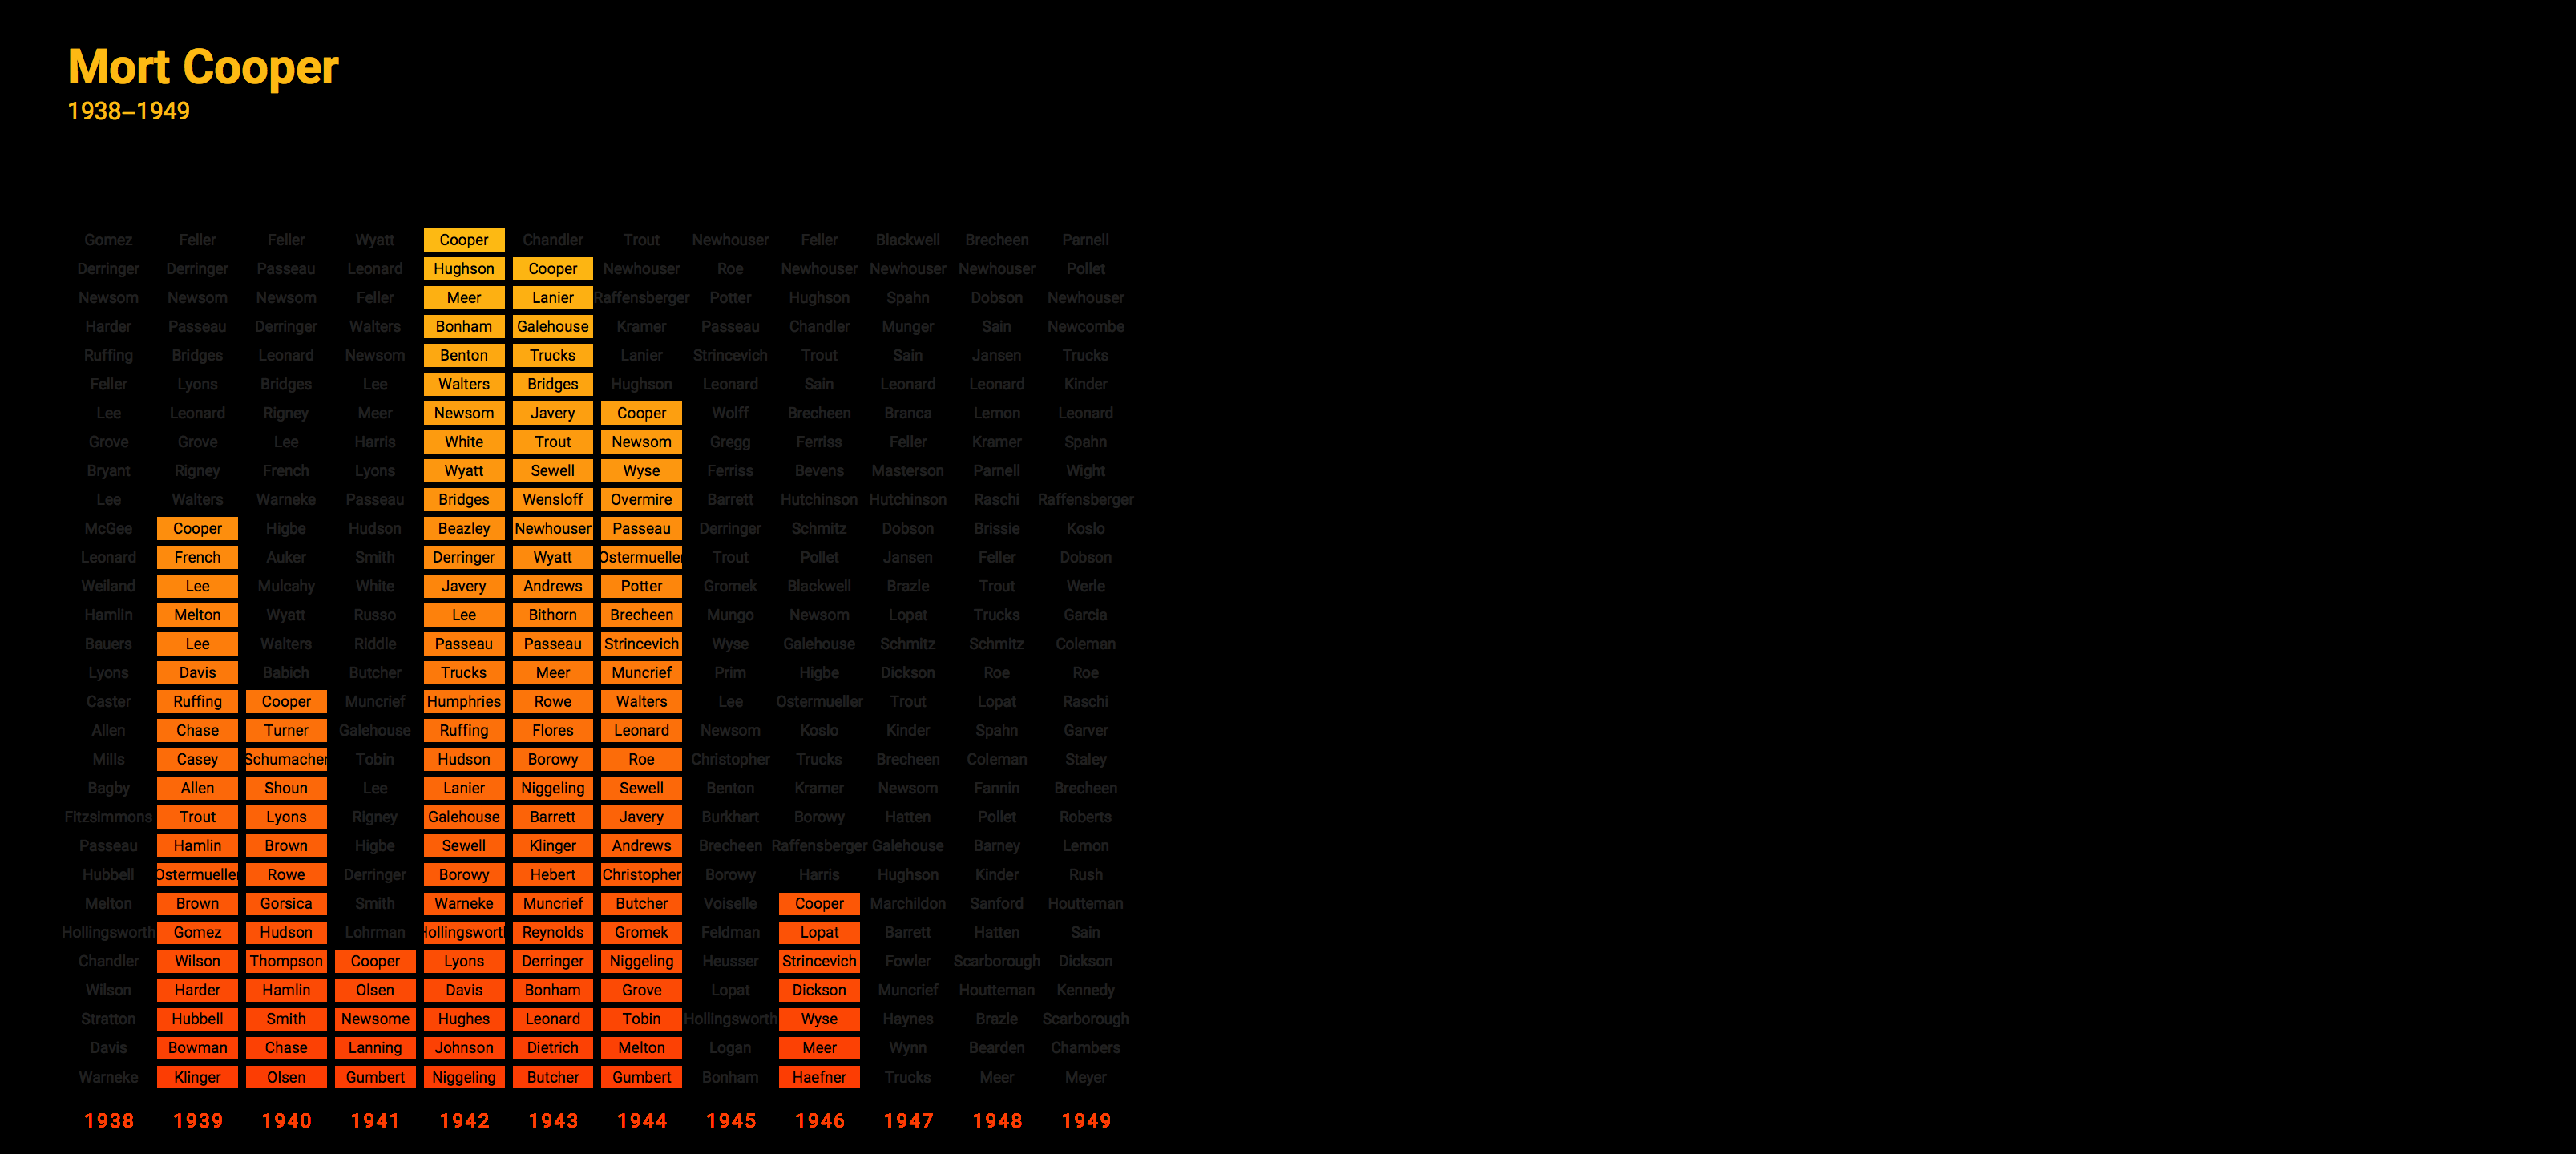 Mort Cooper
1938–1949
Gomez Feller Feller Wyatt Cooper Chandler Trout Newhouser Feller Blackwell Brecheen Parnell
Derringer Derringer Passeau Leonard Hughson Cooper Newhouser Roe Newhouser Newhouser Newhouser Pollet
Newsom Newsom Newsom Feller Meer Lanier Raffensberger Potter Hughson Spahn Dobson Newhouser
Harder Passeau Derringer Walters Bonham Galehouse Kramer Passeau Chandler Munger Sain Newcombe
Ruffing Bridges Leonard Newsom Benton Trucks Lanier Strincevich Trout Sain Jansen Trucks
Feller Lyons Bridges Lee Walters Bridges Hughson Leonard Sain Leonard Leonard Kinder
Lee Leonard Rigney Meer Newsom Javery Cooper Wolff Brecheen Branca Lemon Leonard
Grove Grove Lee Harris White Trout Newsom Gregg Ferriss Feller Kramer Spahn
Bryant Rigney French Lyons Wyatt Sewell Wyse Ferriss Bevens Masterson Parnell Wight
Lee Walters Warneke Passeau Bridges Wensloff Overmire Barrett Hutchinson Hutchinson Raschi Raffensberger
McGee Cooper Higbe Hudson Beazley Newhouser Passeau Derringer Schmitz Dobson Brissie Koslo
Leonard French Auker Smith Derringer Wyatt Ostermueller Trout Pollet Jansen Feller Dobson
Weiland Lee Mulcahy White Javery Andrews Potter Gromek Blackwell Brazle Trout Werle
Hamlin Melton Wyatt Russo Lee Bithorn Brecheen Mungo Newsom Lopat Trucks Garcia
Bauers Lee Walters Riddle Passeau Passeau Strincevich Wyse Galehouse Schmitz Schmitz Coleman
Lyons Davis Babich Butcher Trucks Meer Muncrief Prim Higbe Dickson Roe Roe
Caster Ruffing Cooper Muncrief Humphries Rowe Walters Lee Ostermueller Trout Lopat Raschi
Allen Chase Turner Galehouse Ruffing Flores Leonard Newsom Koslo Kinder Spahn Garver
Mills Casey Schumacher Tobin Hudson Borowy Roe Christopher Trucks Brecheen Coleman Staley
Bagby Allen Shoun Lee Lanier Niggeling Sewell Benton Kramer Newsom Fannin Brecheen
Fitzsimmons Trout Lyons Rigney Galehouse Barrett Javery Burkhart Borowy Hatten Pollet Roberts
Passeau Hamlin Brown Higbe Sewell Klinger Andrews Brecheen Raffensberger Galehouse Barney Lemon
Hubbell Ostermueller Rowe Derringer Borowy Hebert Christopher Borowy Harris Hughson Kinder Rush
Melton Brown Gorsica Smith Warneke Muncrief Butcher Voiselle Cooper Marchildon Sanford Houtteman
Hollingsworth Gomez Hudson Lohrman Hollingsworth Reynolds Gromek Feldman Lopat Barrett Hatten Sain
Chandler Wilson Thompson Cooper Lyons Derringer Niggeling Heusser Strincevich Fowler Scarborough Dickson
Wilson Harder Hamlin Olsen Davis Bonham Grove Lopat Dickson Muncrief Houtteman Kennedy
Stratton Hubbell Smith Newsome Hughes Leonard Tobin Hollingsworth Wyse Haynes Brazle Scarborough
Davis Bowman Chase Lanning Johnson Dietrich Melton Logan Meer Wynn Bearden Chambers
Warneke Klinger Olsen Gumbert Niggeling Butcher Gumbert Bonham Haefner Trucks Meer Meyer
1938 1939 1940 1941 1942 1943 1944 1945 1946 1947 1948 1949